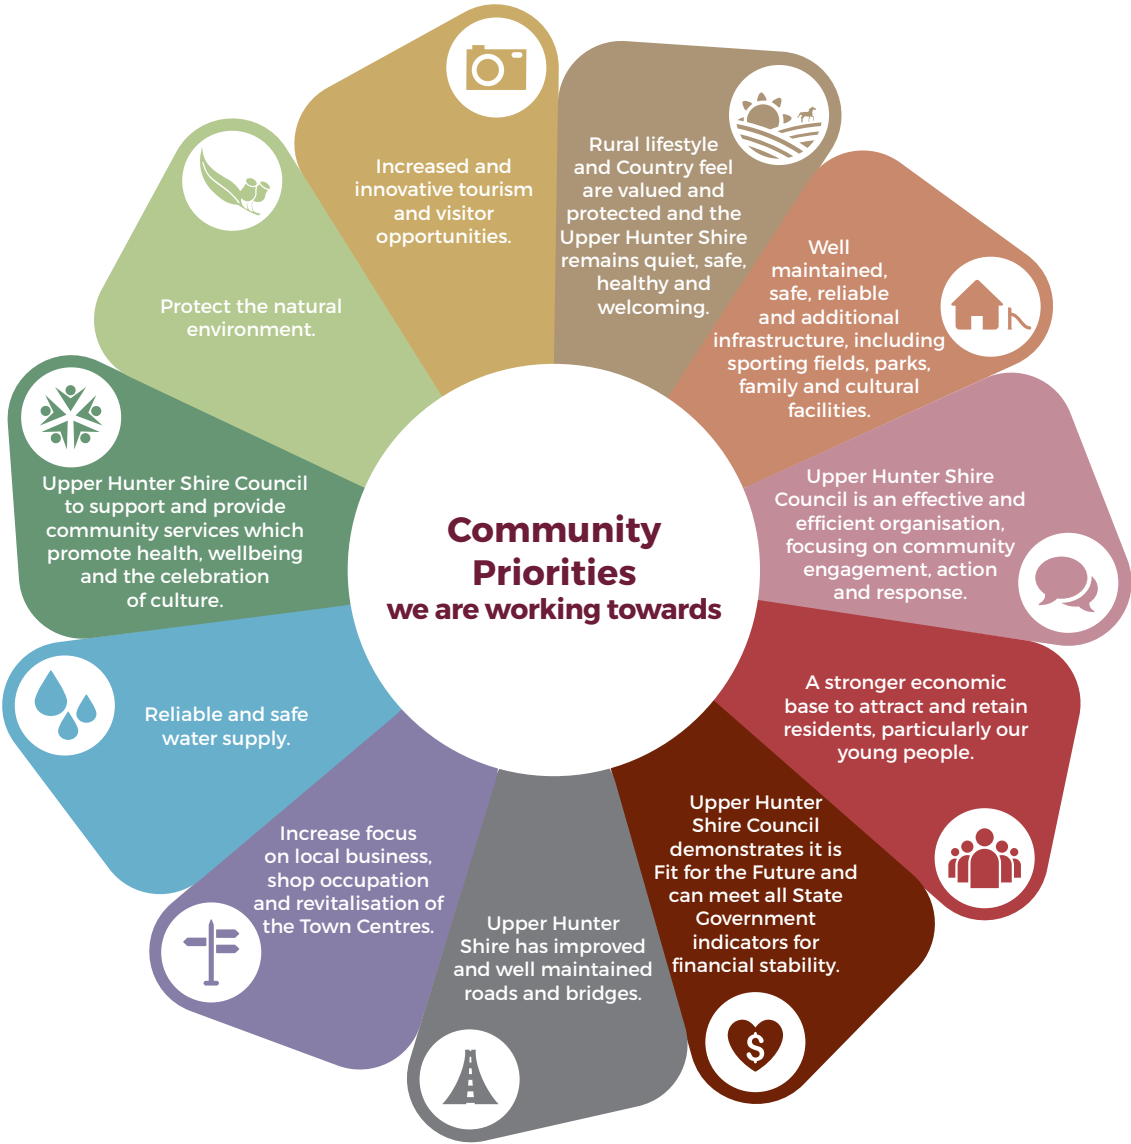 Community
Priorities
we are working towards
Rural lifestyle
and Country feel
are valued and
protected and the
Upper Hunter Shire
remains quiet, safe,
healthy and
welcoming.
Well
maintained,
safe, reliable
and additional
infrastructure, including
sporting fields, parks,
family and cultural
facilities.
Upper Hunter Shire
Council is an effective and
efficient organisation,
focusing on community
engagement, action
and response.
A stronger economic
base to attract and retain
residents, particularly our
young people.
Upper Hunter
Shire Council
demonstrates it is
Fit for the Future and
can meet all State
Government
indicators for
financial stability.
$
Upper Hunter
Shire has improved
and well maintained
roads and bridges.
Increase focus
on local business,
shop occupation
and revitalisation of
the Town Centres.
Reliable and safe
water supply.
Upper Hunter Shire Council
to support and provide
community services which
promote health, wellbeing
and the celebration
of culture.
Protect the natural
environment.
Increased and
innovative tourism
and visitor
opportunities.